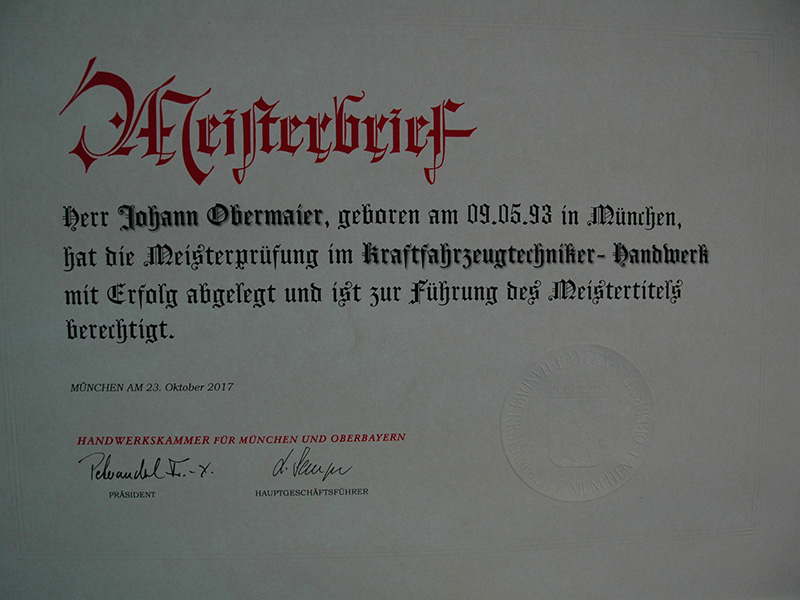 Meisterbrief
Herr Johann Obermaier, geboren am 09.05.93 in München,
hat die Meisterprüfung im Kraftfahrzeugtechniker- Handwerk
mit Erfolg abgelegt und ist zur Führung des Meistertitels
berechtigt.
MÜNCHEN AM 23. Oktober 2017
HANDWERKSKAMMER FÜR MÜNCHEN UND OBERBAYERN
PRÄSIDENT HAUPTGESCHÄFTSFÜHRER